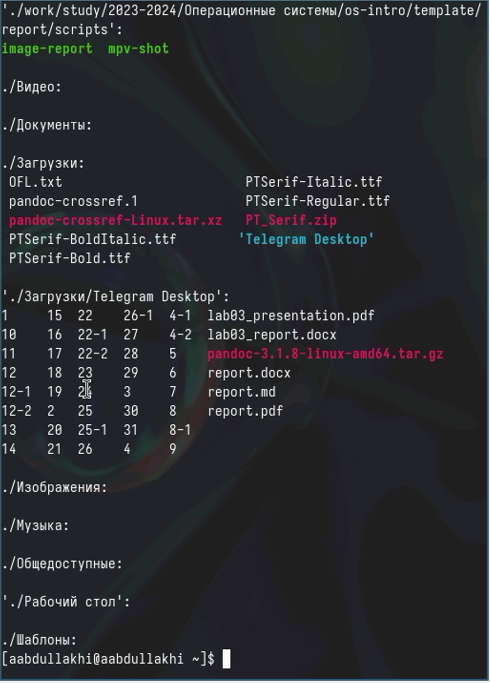 './work/study/2023-2024/Операционные системы/os-intro/template/
report/scripts':
image-report  mpv-shot
./Видео:
./Документы:
./Загрузки:
OFL.txt                       PTSerif-Italic.ttf
pandoc-crossref.1             PTSerif-Regular.ttf
pandoc-crossref-Linux.tar.xz  PT_Serif.zip
PTSerif-BoldItalic.ttf       'Telegram Desktop'
PTSerif-Bold.ttf
'./Загрузки/Telegram Desktop':
1     15  22    26-1  4-1  lab03_presentation.pdf
10    16  22-1  27    4-2  lab03_report.docx
11    17  22-2  28    5    pandoc-3.1.8-linux-amd64.tar.gz
12    18  23    29    6    report.docx
12-1  19  24    3     7    report.md
12-2  2   25    30    8    report.pdf
13    20  25-1  31    8-1
14    21  26    4     9
./Изображения:
./Музыка:
./Общедоступные:
'./Рабочий стол':
./Шаблоны:
[aabdullakhi@aabdullakhi ~]$